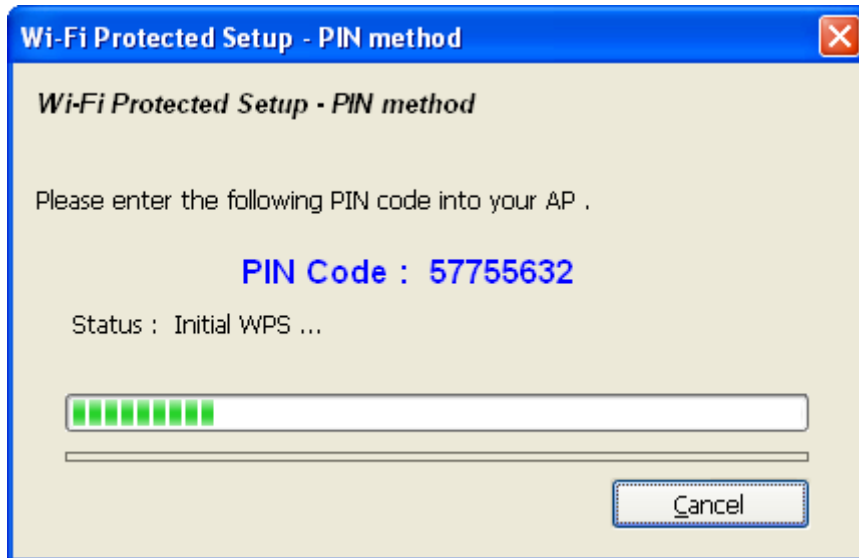 Wi-Fi Protected Setup - PIN method
Wi-Fi Protected Setup - PIN method
Please enter the following PIN code into your AP .
PIN Code : 57755632
Status : Initial WPS ...
Cancel